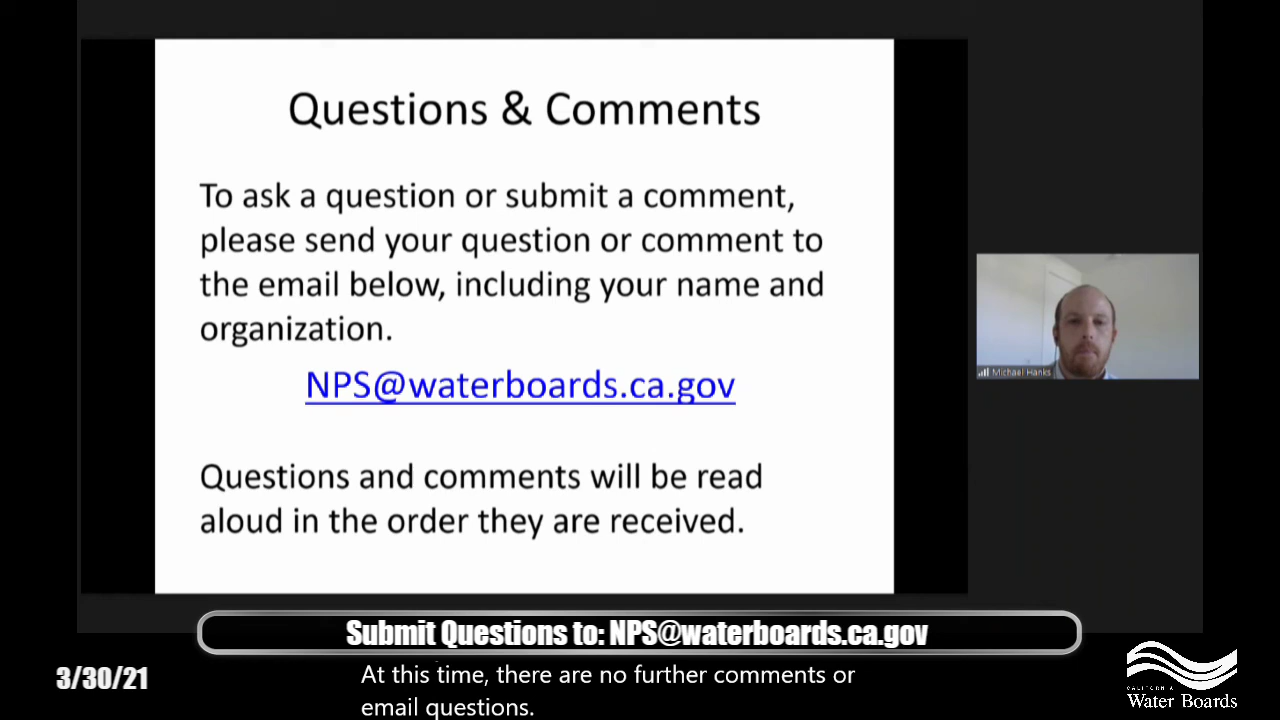 Questions & Comments
To ask a question or submit a comment,
please send your question or comment to
the email below, including your name and
organization.
NPS@waterboards.ca.gov
Questions and comments will be read
aloud in the order they are received.
Michael Hanks
Submit Questions to: NPS@waterboards.ca.gov
3/30/21
At this time, there are no further comments or
email questions.
CALIFORNIA
Water Boards